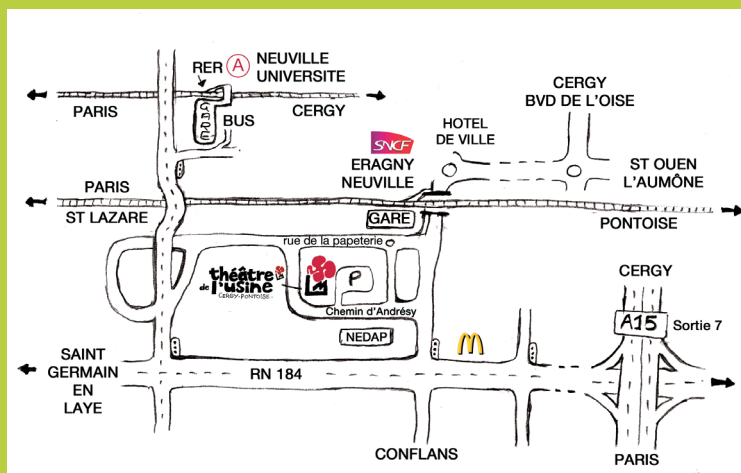 RER A
NEUVILLE
UNIVERSITE
PARIS
CERGY
GARE
BUS
CERGY
BVD DE L'OISE
HOTEL
DE VILLE
SNCF
ERAGNY
NEUVILLE
ST OUEN
L'AUMÔNE
PARIS
ST LAZARE
GARE
PONTOISE
rue de la papeterie
théâtre
de l'usine
CERGY-PONTOISE
P
Chemin d'Andrésy
NEDAP
CERGY
A15
Sortie 7
SAINT
GERMAIN
EN
LAYE
RN 184
CONFLANS
PARIS